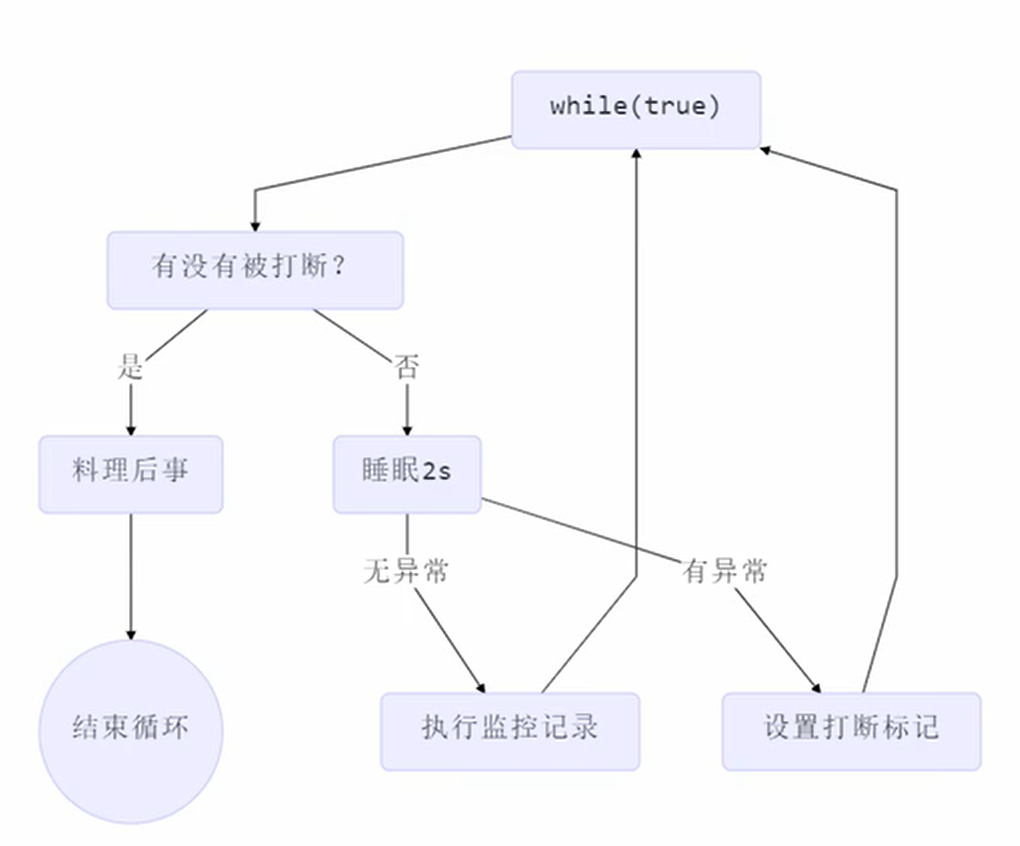 while(true)
有没有被打断？
是
否
料理后事
睡眠2s
无异常
有异常
结束循环
执行监控记录
设置打断标记